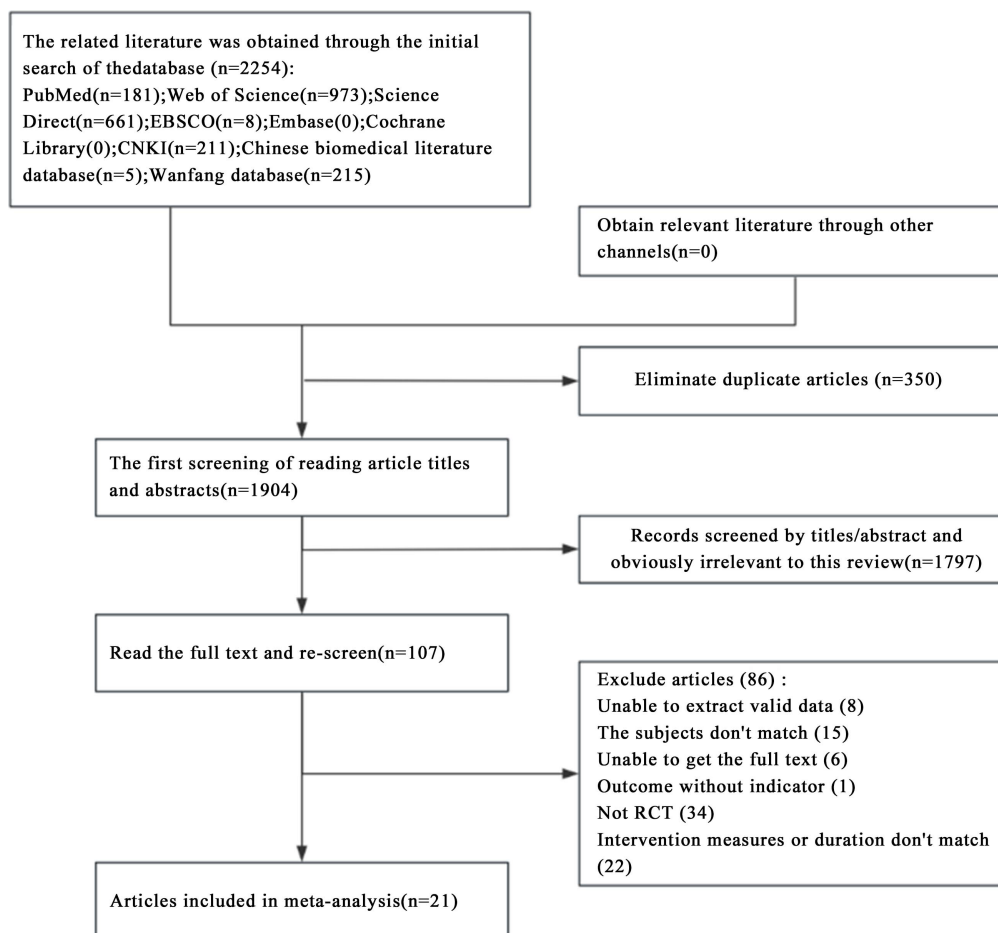 The related literature was obtained through the initial
search of thedatabase (n=2254):
PubMed(n=181);Web of Science(n=973);Science
Direct(n=661);EBSCO(n=8);Embase(0);Cochrane
Library(0);CNKI(n=211);Chinese biomedical literature
database(n=5);Wanfang database(n=215)
Obtain relevant literature through other
channels(n=0)
Eliminate duplicate articles (n=350)
The first screening of reading article titles
and abstracts(n=1904)
Records screened by titles/abstract and
obviously irrelevant to this review(n=1797)
Read the full text and re-screen(n=107)
Exclude articles (86) :
Unable to extract valid data (8)
The subjects don't match (15)
Unable to get the full text (6)
Outcome without indicator (1)
Not RCT (34)
Intervention measures or duration don't match
(22)
Articles included in meta-analysis(n=21)